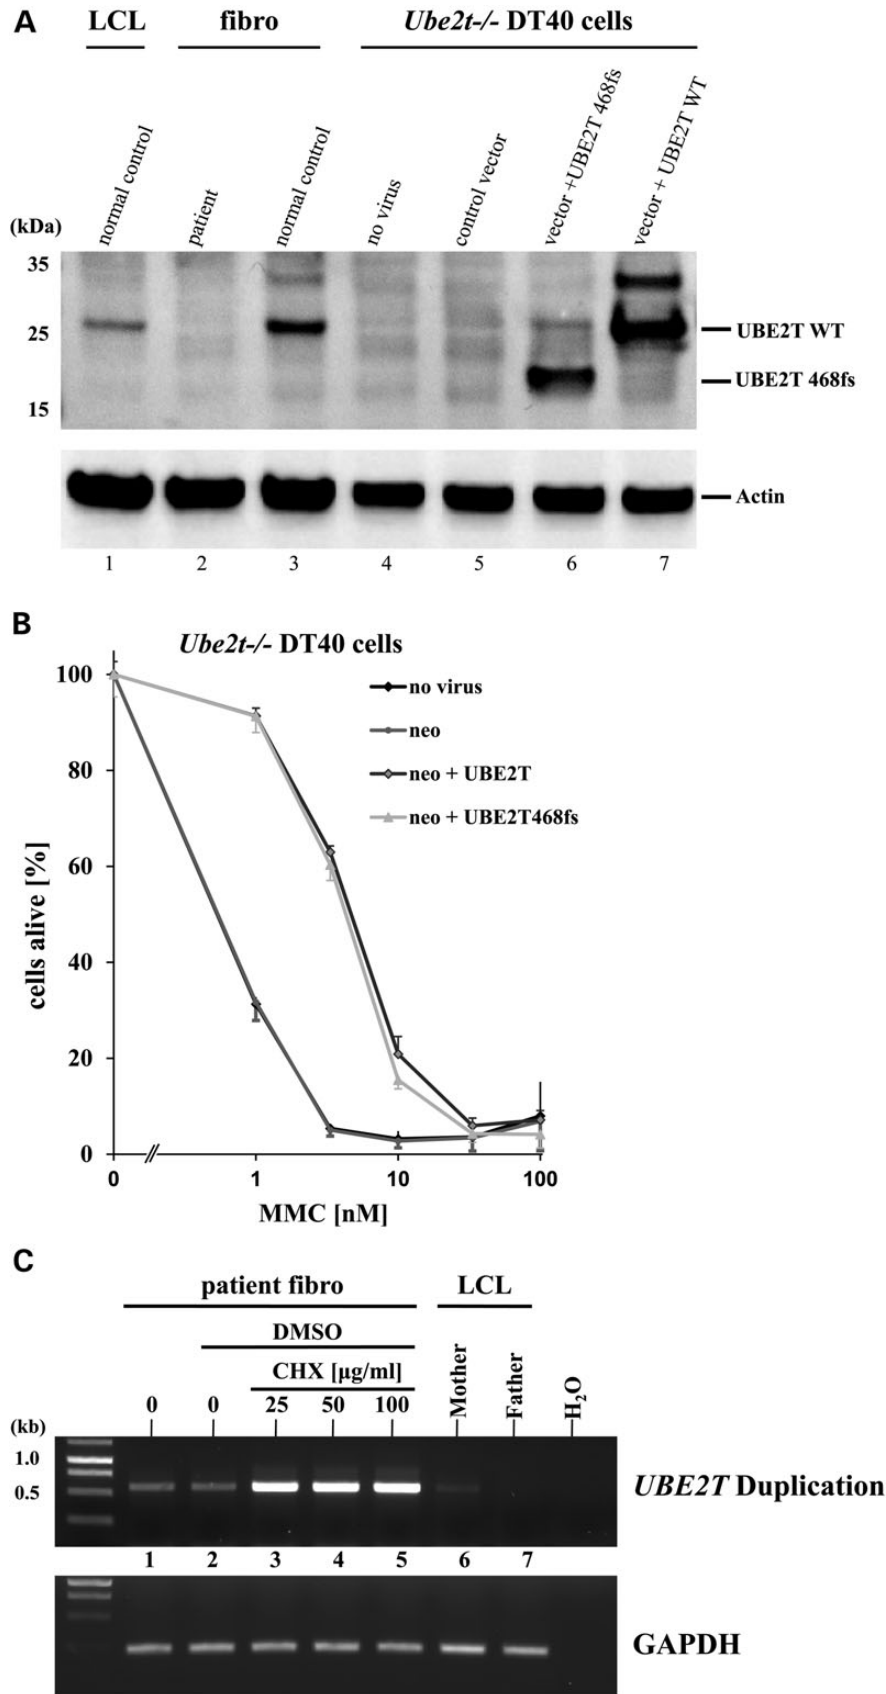 A
LCL fibro Ube2t-/- DT40 cells
normal control
patient
normal control
no virus
control vector
vector +UBE2T 468fs
vector + UBE2T WT
(kDa)
35
25
15
UBE2T WT
UBE2T 468fs
Actin
1 2 3 4 5 6 7
B
Ube2t-/- DT40 cells
no virus
neo
neo + UBE2T
neo + UBE2T468fs
cells alive [%]
100
80
60
40
20
0
0 1 10 100
MMC [nM]
C
patient fibro LCL
DMSO
CHX [µg/ml]
0 0 25 50 100
Mother
Father
H₂O
(kb)
1.0
0.5
UBE2T Duplication
1 2 3 4 5 6 7
GAPDH